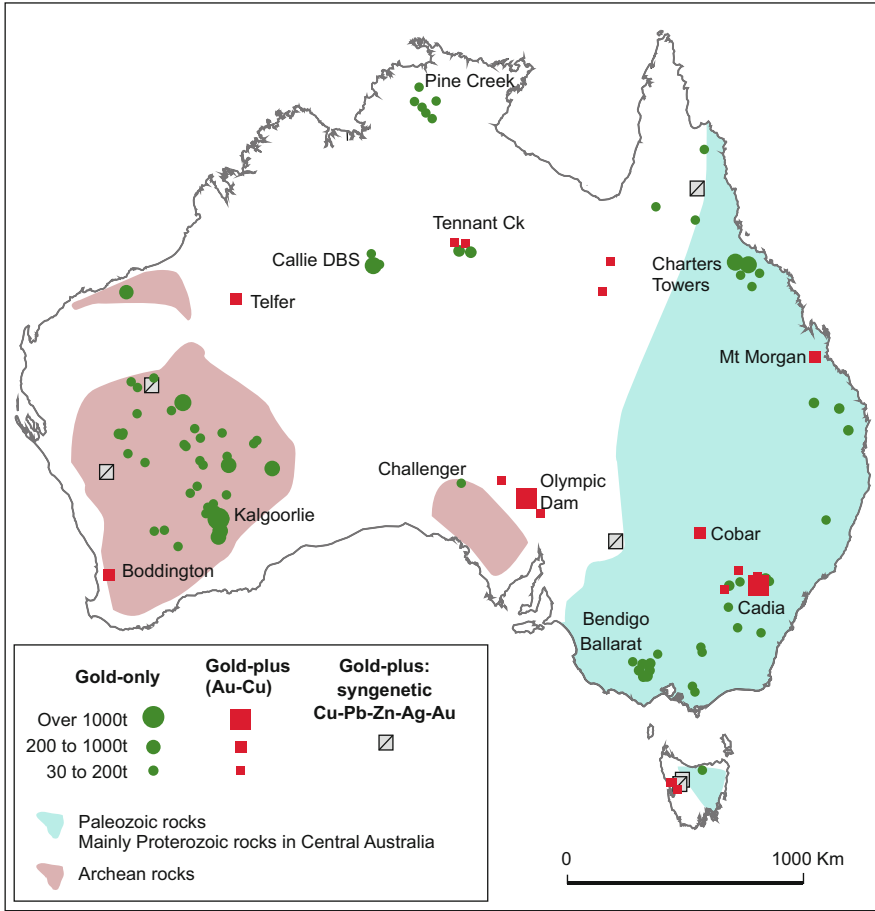 Pine Creek
Tennant Ck
Callie DBS
Charters
Towers
Telfer
Mt Morgan
Challenger
Olympic
Dam
Kalgoorlie
Cobar
Boddington
Cadia
Bendigo
Ballarat
Gold-only
Gold-plus
(Au-Cu)
Gold-plus:
syngenetic
Cu-Pb-Zn-Ag-Au
Over 1000t
200 to 1000t
30 to 200t
Paleozoic rocks
Mainly Proterozoic rocks in Central Australia
Archean rocks
0
1000 Km